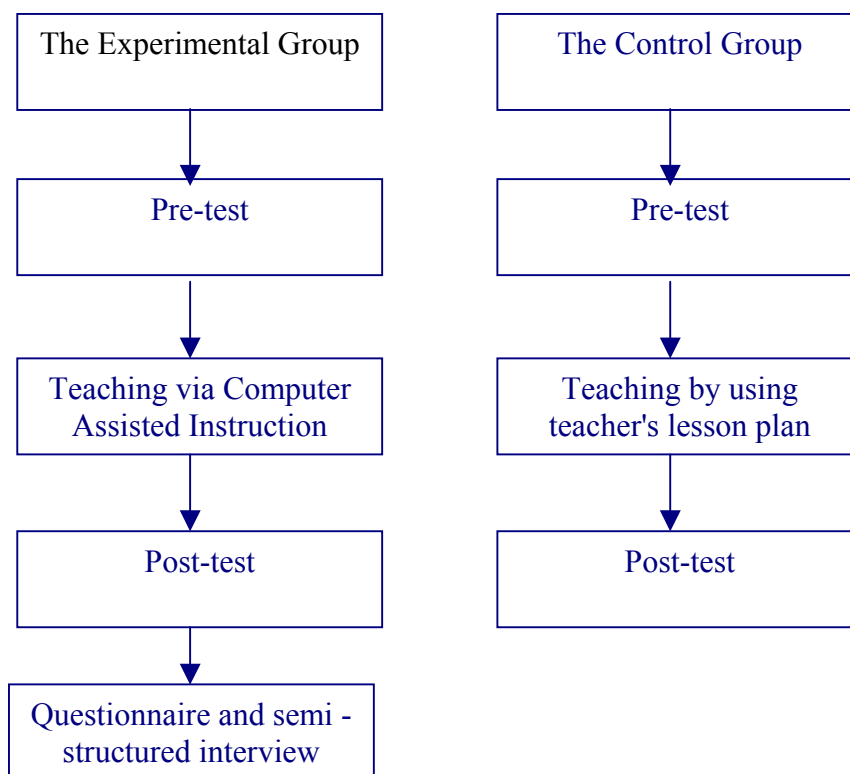 The Experimental Group
The Control Group
Pre-test
Pre-test
Teaching via Computer
Assisted Instruction
Teaching by using
teacher's lesson plan
Post-test
Post-test
Questionnaire and semi -
structured interview